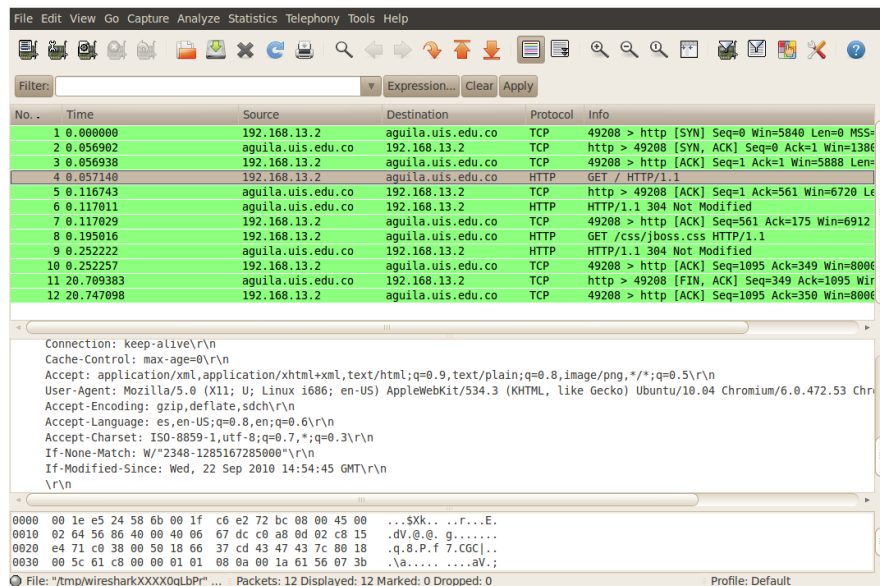 File Edit View Go Capture Analyze Statistics Telephony Tools Help
Filter: Expression... Clear Apply
No. . Time Source Destination Protocol Info
1 0.000000 192.168.13.2 aguila.uis.edu.co TCP 49208 > http [SYN] Seq=0 Win=5840 Len=0 MSS=
2 0.056902 aguila.uis.edu.co 192.168.13.2 TCP http > 49208 [SYN, ACK] Seq=0 Ack=1 Win=1380
3 0.056938 192.168.13.2 aguila.uis.edu.co TCP 49208 > http [ACK] Seq=1 Ack=1 Win=5888 Len=
4 0.057140 192.168.13.2 aguila.uis.edu.co HTTP GET / HTTP/1.1
5 0.116743 aguila.uis.edu.co 192.168.13.2 TCP http > 49208 [ACK] Seq=1 Ack=561 Win=6720 Le
6 0.117011 aguila.uis.edu.co 192.168.13.2 HTTP HTTP/1.1 304 Not Modified
7 0.117029 192.168.13.2 aguila.uis.edu.co TCP 49208 > http [ACK] Seq=561 Ack=175 Win=6912
8 0.195016 192.168.13.2 aguila.uis.edu.co HTTP GET /css/jboss.css HTTP/1.1
9 0.252222 aguila.uis.edu.co 192.168.13.2 HTTP HTTP/1.1 304 Not Modified
10 0.252257 192.168.13.2 aguila.uis.edu.co TCP 49208 > http [ACK] Seq=1095 Ack=349 Win=8000
11 20.709383 aguila.uis.edu.co 192.168.13.2 TCP http > 49208 [FIN, ACK] Seq=349 Ack=1095 Win
12 20.747098 192.168.13.2 aguila.uis.edu.co TCP 49208 > http [ACK] Seq=1095 Ack=350 Win=8000
Connection: keep-alive\r\n
Cache-Control: max-age=0\r\n
Accept: application/xml,application/xhtml+xml,text/html;q=0.9,text/plain;q=0.8,image/png,*/*;q=0.5\r\n
User-Agent: Mozilla/5.0 (X11; U; Linux i686; en-US) AppleWebKit/534.3 (KHTML, like Gecko) Ubuntu/10.04 Chromium/6.0.472.53 Chr
Accept-Encoding: gzip,deflate,sdch\r\n
Accept-Language: es,en-US;q=0.8,en;q=0.6\r\n
Accept-Charset: ISO-8859-1,utf-8;q=0.7,*;q=0.3\r\n
If-None-Match: W/"2348-1285167285000"\r\n
If-Modified-Since: Wed, 22 Sep 2010 14:54:45 GMT\r\n
\r\n
0000 00 1e e5 24 58 6b 00 1f c6 e2 72 bc 08 00 45 00 ...$Xk.. ..r...E.
0010 02 64 56 86 40 00 40 06 67 dc c0 a8 0d 02 c8 15 .dV.@.@. g.......
0020 e4 71 c0 38 00 50 18 66 37 cd 43 47 43 7c 80 18 .q.8.P.f 7.CGC|..
0030 00 5c 61 c8 00 00 01 01 08 0a 00 1a 61 56 07 3b .\a..... ....aV.;
File: "/tmp/wiresharkXXXX0qLbPr" ... Packets: 12 Displayed: 12 Marked: 0 Dropped: 0 Profile: Default